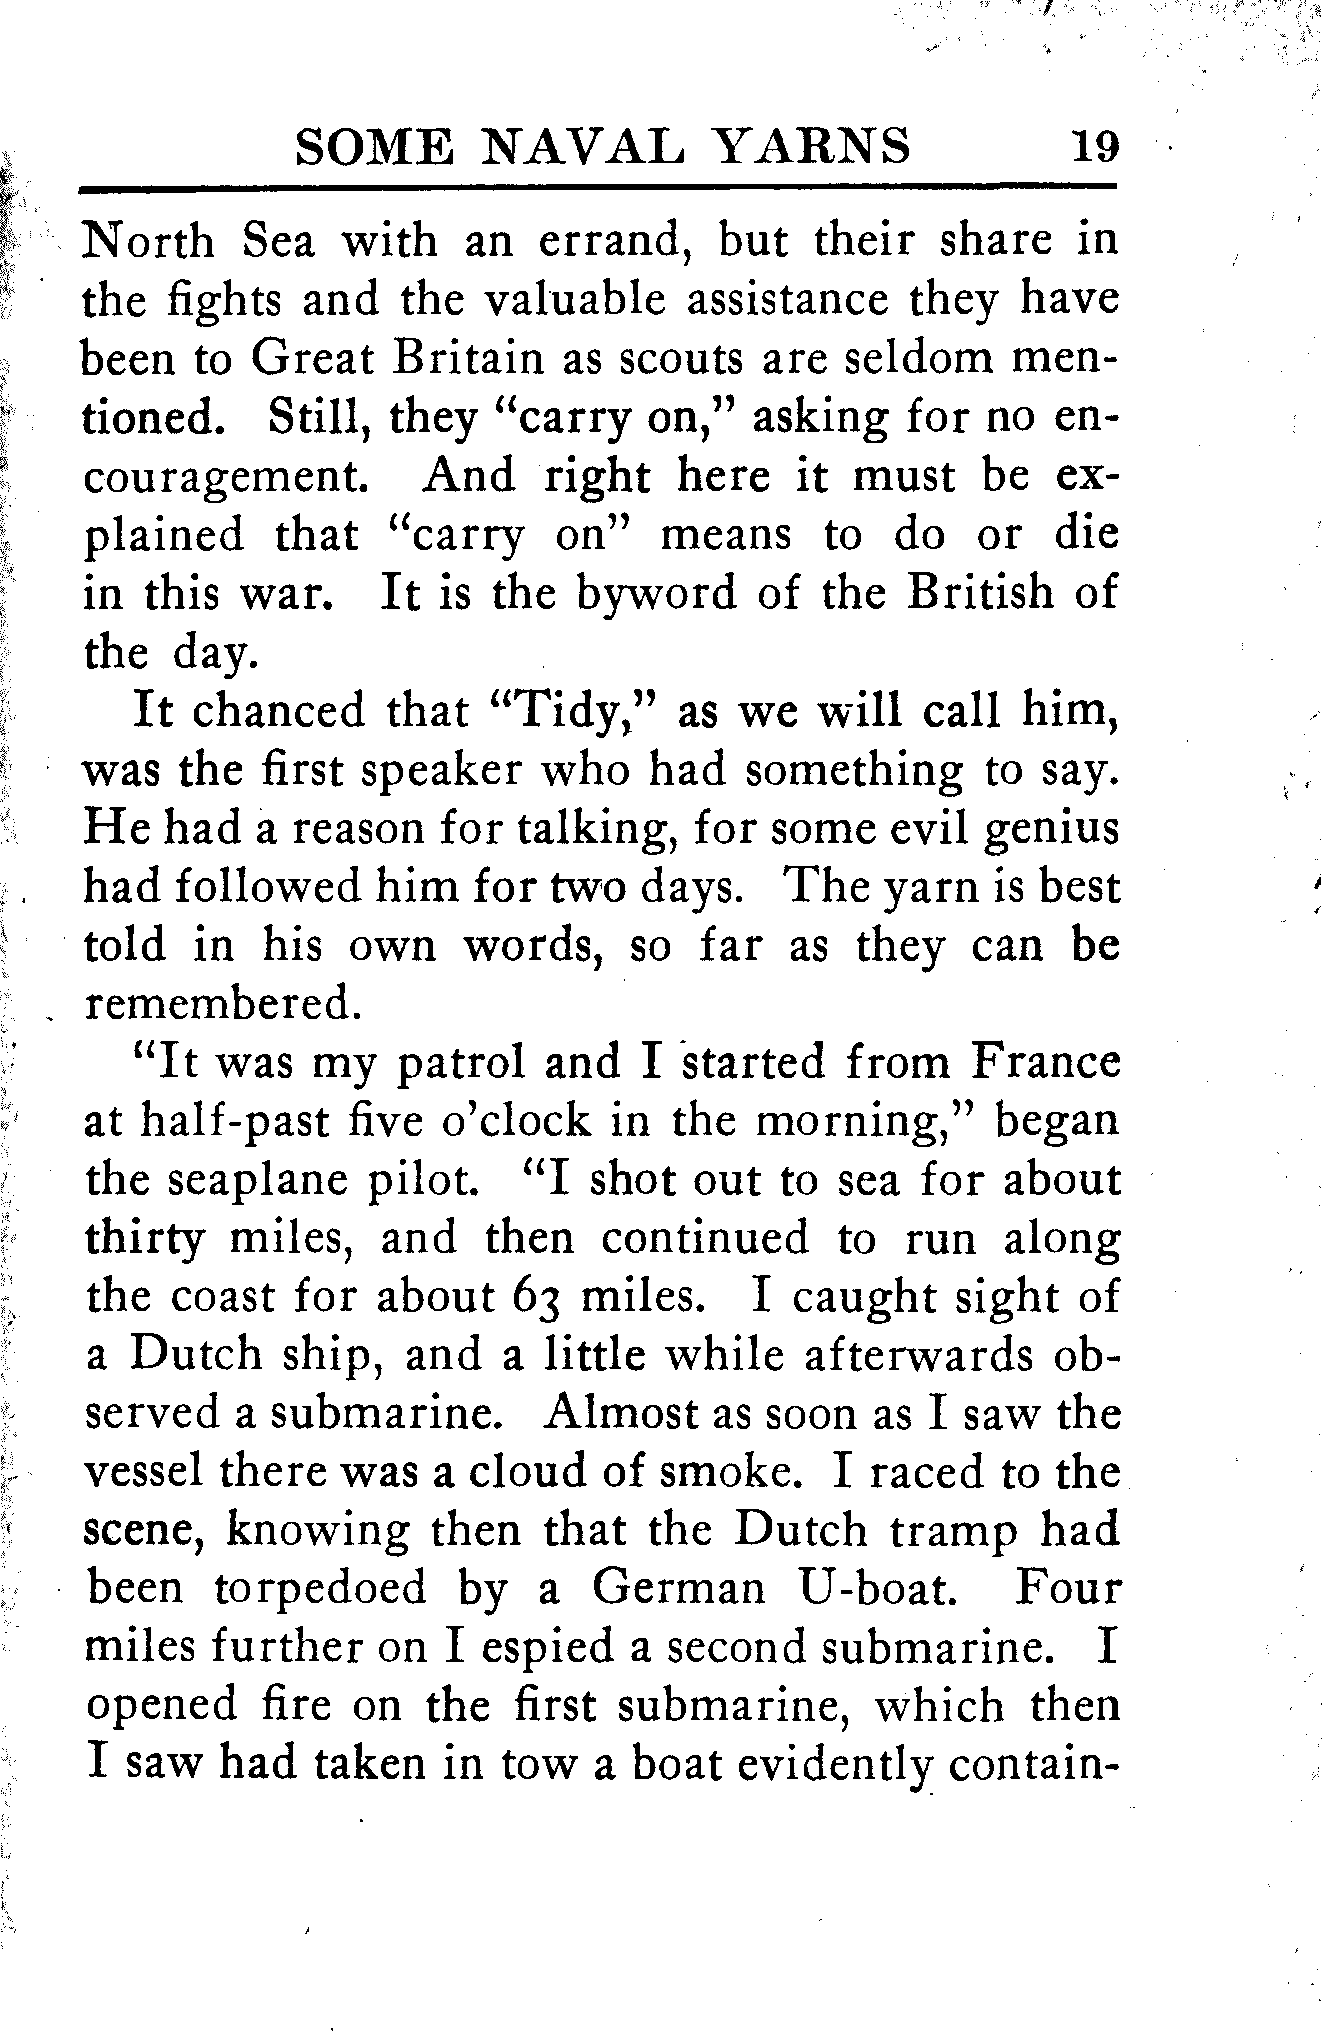 SOME NAVAL YARNS 19
North Sea with an errand, but their share in
the fights and the valuable assistance they have
been to Great Britain as scouts are seldom men-
tioned. Still, they “carry on,” asking for no en-
couragement. And right here it must be ex-
plained that “carry on” means to do or die
in this war. It is the byword of the British of
the day.
It chanced that “Tidy,” as we will call him,
was the first speaker who had something to say.
He had a reason for talking, for some evil genius
had followed him for two days. The yarn is best
told in his own words, so far as they can be
remembered.
“It was my patrol and I started from France
at half-past five o’clock in the morning,” began
the seaplane pilot. “I shot out to sea for about
thirty miles, and then continued to run along
the coast for about 63 miles. I caught sight of
a Dutch ship, and a little while afterwards ob-
served a submarine. Almost as soon as I saw the
vessel there was a cloud of smoke. I raced to the
scene, knowing then that the Dutch tramp had
been torpedoed by a German U-boat. Four
miles further on I espied a second submarine. I
opened fire on the first submarine, which then
I saw had taken in tow a boat evidently contain-